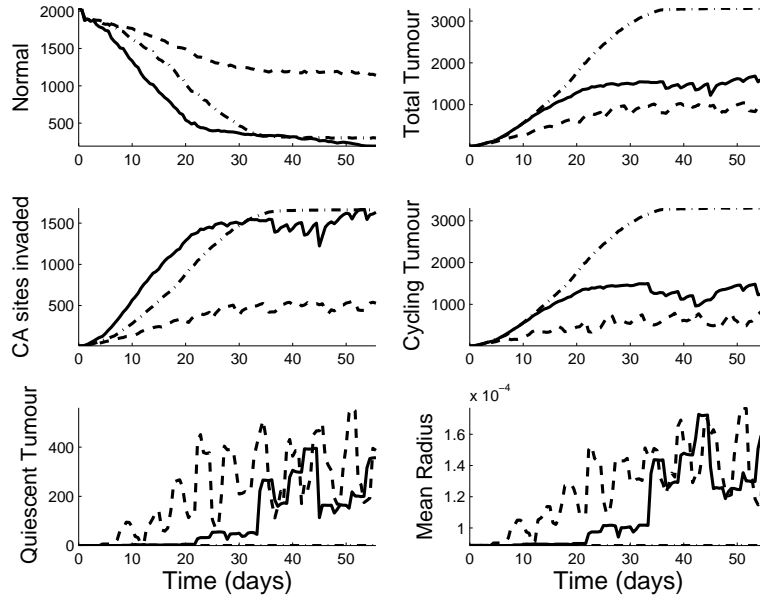 Normal
2000
1500
1000
500
0 10 20 30 40 50
Total Tumour
3000
2000
1000
0 10 20 30 40 50
CA sites invaded
1500
1000
500
0 10 20 30 40 50
Cycling Tumour
3000
2000
1000
0 10 20 30 40 50
Quiescent Tumour
400
200
0
0 10 20 30 40 50
Time (days)
Mean Radius
x 10⁻⁴
1.6
1.4
1.2
1
0 10 20 30 40 50
Time (days)